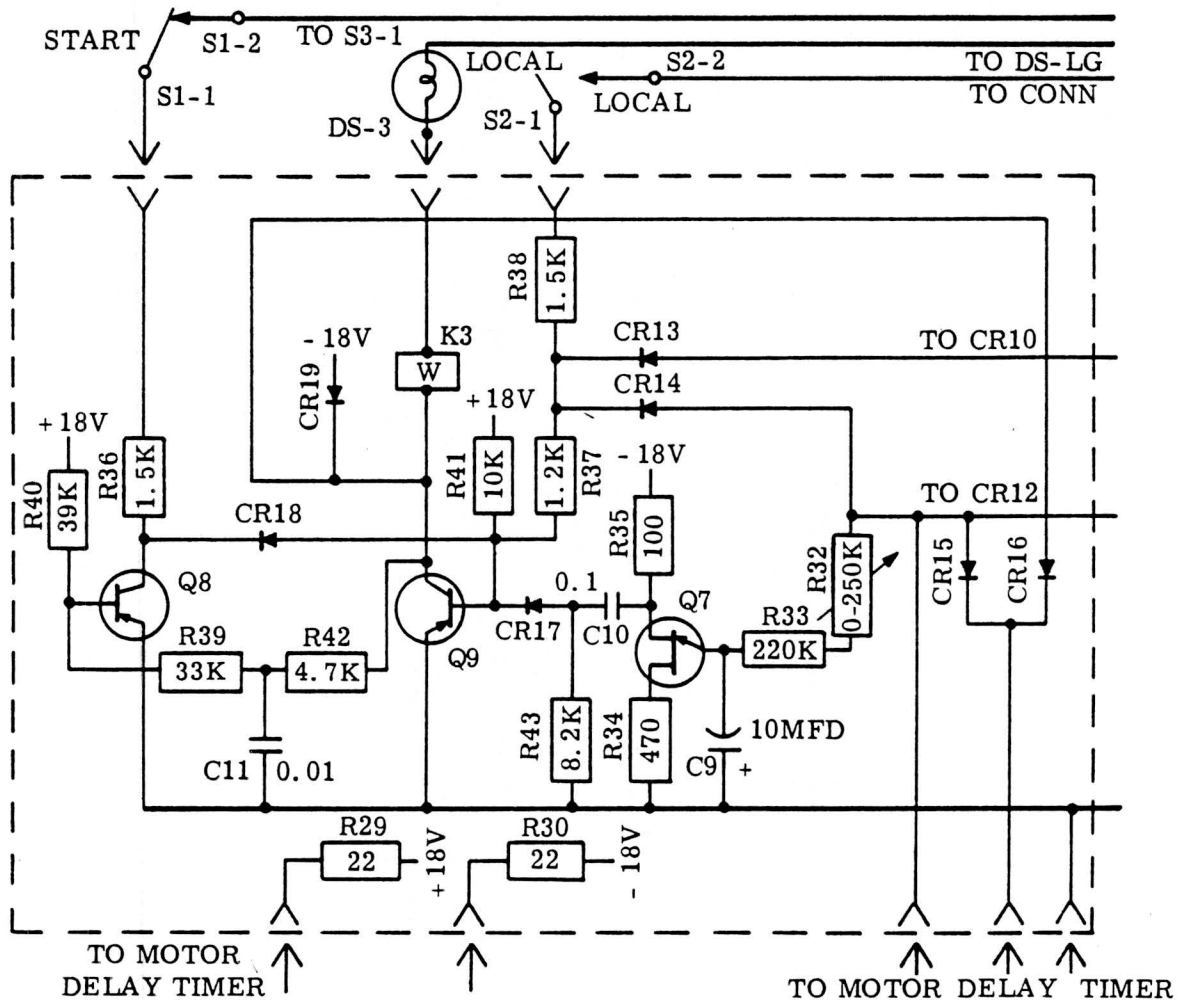 START
S1-2
TO S3-1
LOCAL
S2-2
TO DS-LG
S1-1
LOCAL
TO CONN
DS-3
S2-1
R38
1.5K
-18V
K3
CR13
TO CR10
CR19
W
CR14
+18V
+18V
R36
1.5K
R41
10K
1.2K
R37
-18V
R40
39K
TO CR12
CR18
R35
100
R32
0-250K
CR15
CR16
Q8
0.1
Q7
CR17
C10
R33
220K
R39
33K
R42
4.7K
Q9
R43
8.2K
R34
470
10MFD
C11
0.01
C9
+
R29
22
+18V
R30
22
-18V
TO MOTOR
DELAY TIMER
TO MOTOR DELAY TIMER